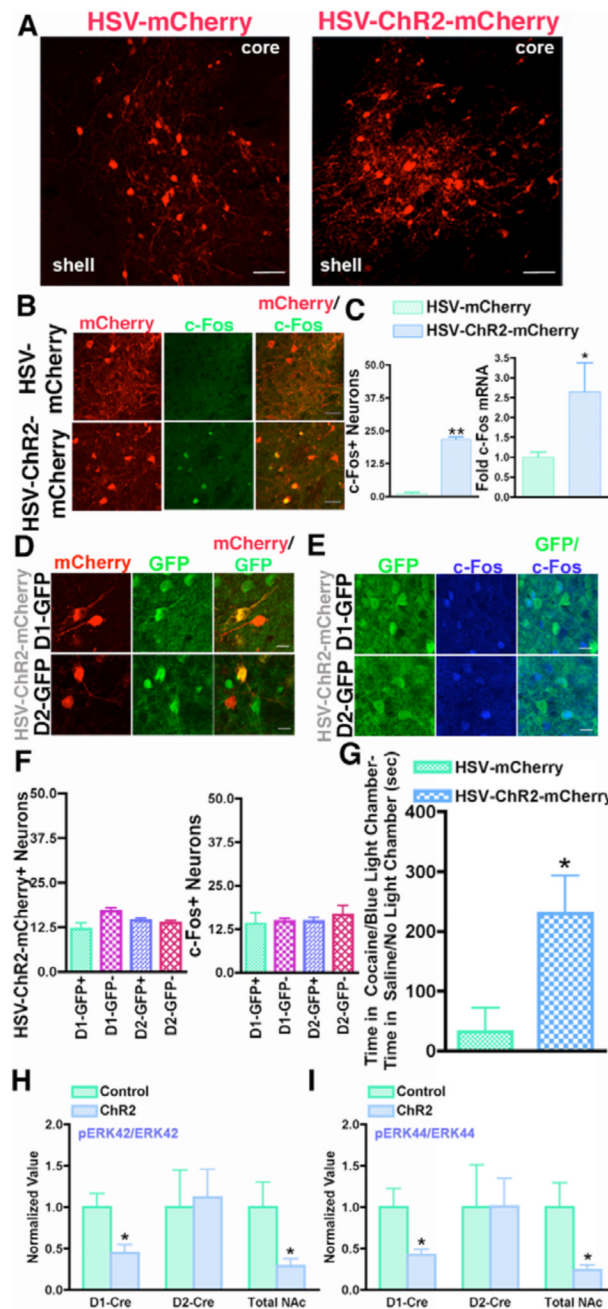 A
HSV-mCherry
HSV-ChR2-mCherry
core
core
shell
shell
B
mCherry
c-Fos
mCherry/
c-Fos
HSV-
mCherry
HSV-ChR2-
mCherry
C
HSV-mCherry
HSV-ChR2-mCherry
c-Fos+ Neurons
50.0
37.5
25.0
12.5
0
**
Fold c-Fos mRNA
3.5
3.0
2.5
2.0
1.5
1.0
0.5
0
*
D
mCherry
GFP
mCherry/
GFP
HSV-ChR2-mCherry
D1-GFP
D2-GFP
E
GFP
c-Fos
GFP/
c-Fos
HSV-ChR2-mCherry
D1-GFP
D2-GFP
F
HSV-ChR2-mCherry+ Neurons
50.0
37.5
25.0
12.5
0.0
D1-GFP+
D1-GFP-
D2-GFP+
D2-GFP-
c-Fos+ Neurons
50.0
37.5
25.0
12.5
0.0
D1-GFP+
D1-GFP-
D2-GFP+
D2-GFP-
G
HSV-mCherry
HSV-ChR2-mCherry
Time in Cocaine/Blue Light Chamber-
Time in Saline/No Light Chamber (sec)
400
300
200
100
0
*
H
Control
ChR2
pERK42/ERK42
Normalized Value
2.0
1.5
1.0
0.5
0.0
*
*
D1-Cre
D2-Cre
Total NAc
I
Control
ChR2
pERK44/ERK44
Normalized Value
2.0
1.5
1.0
0.5
0.0
*
*
D1-Cre
D2-Cre
Total NAc